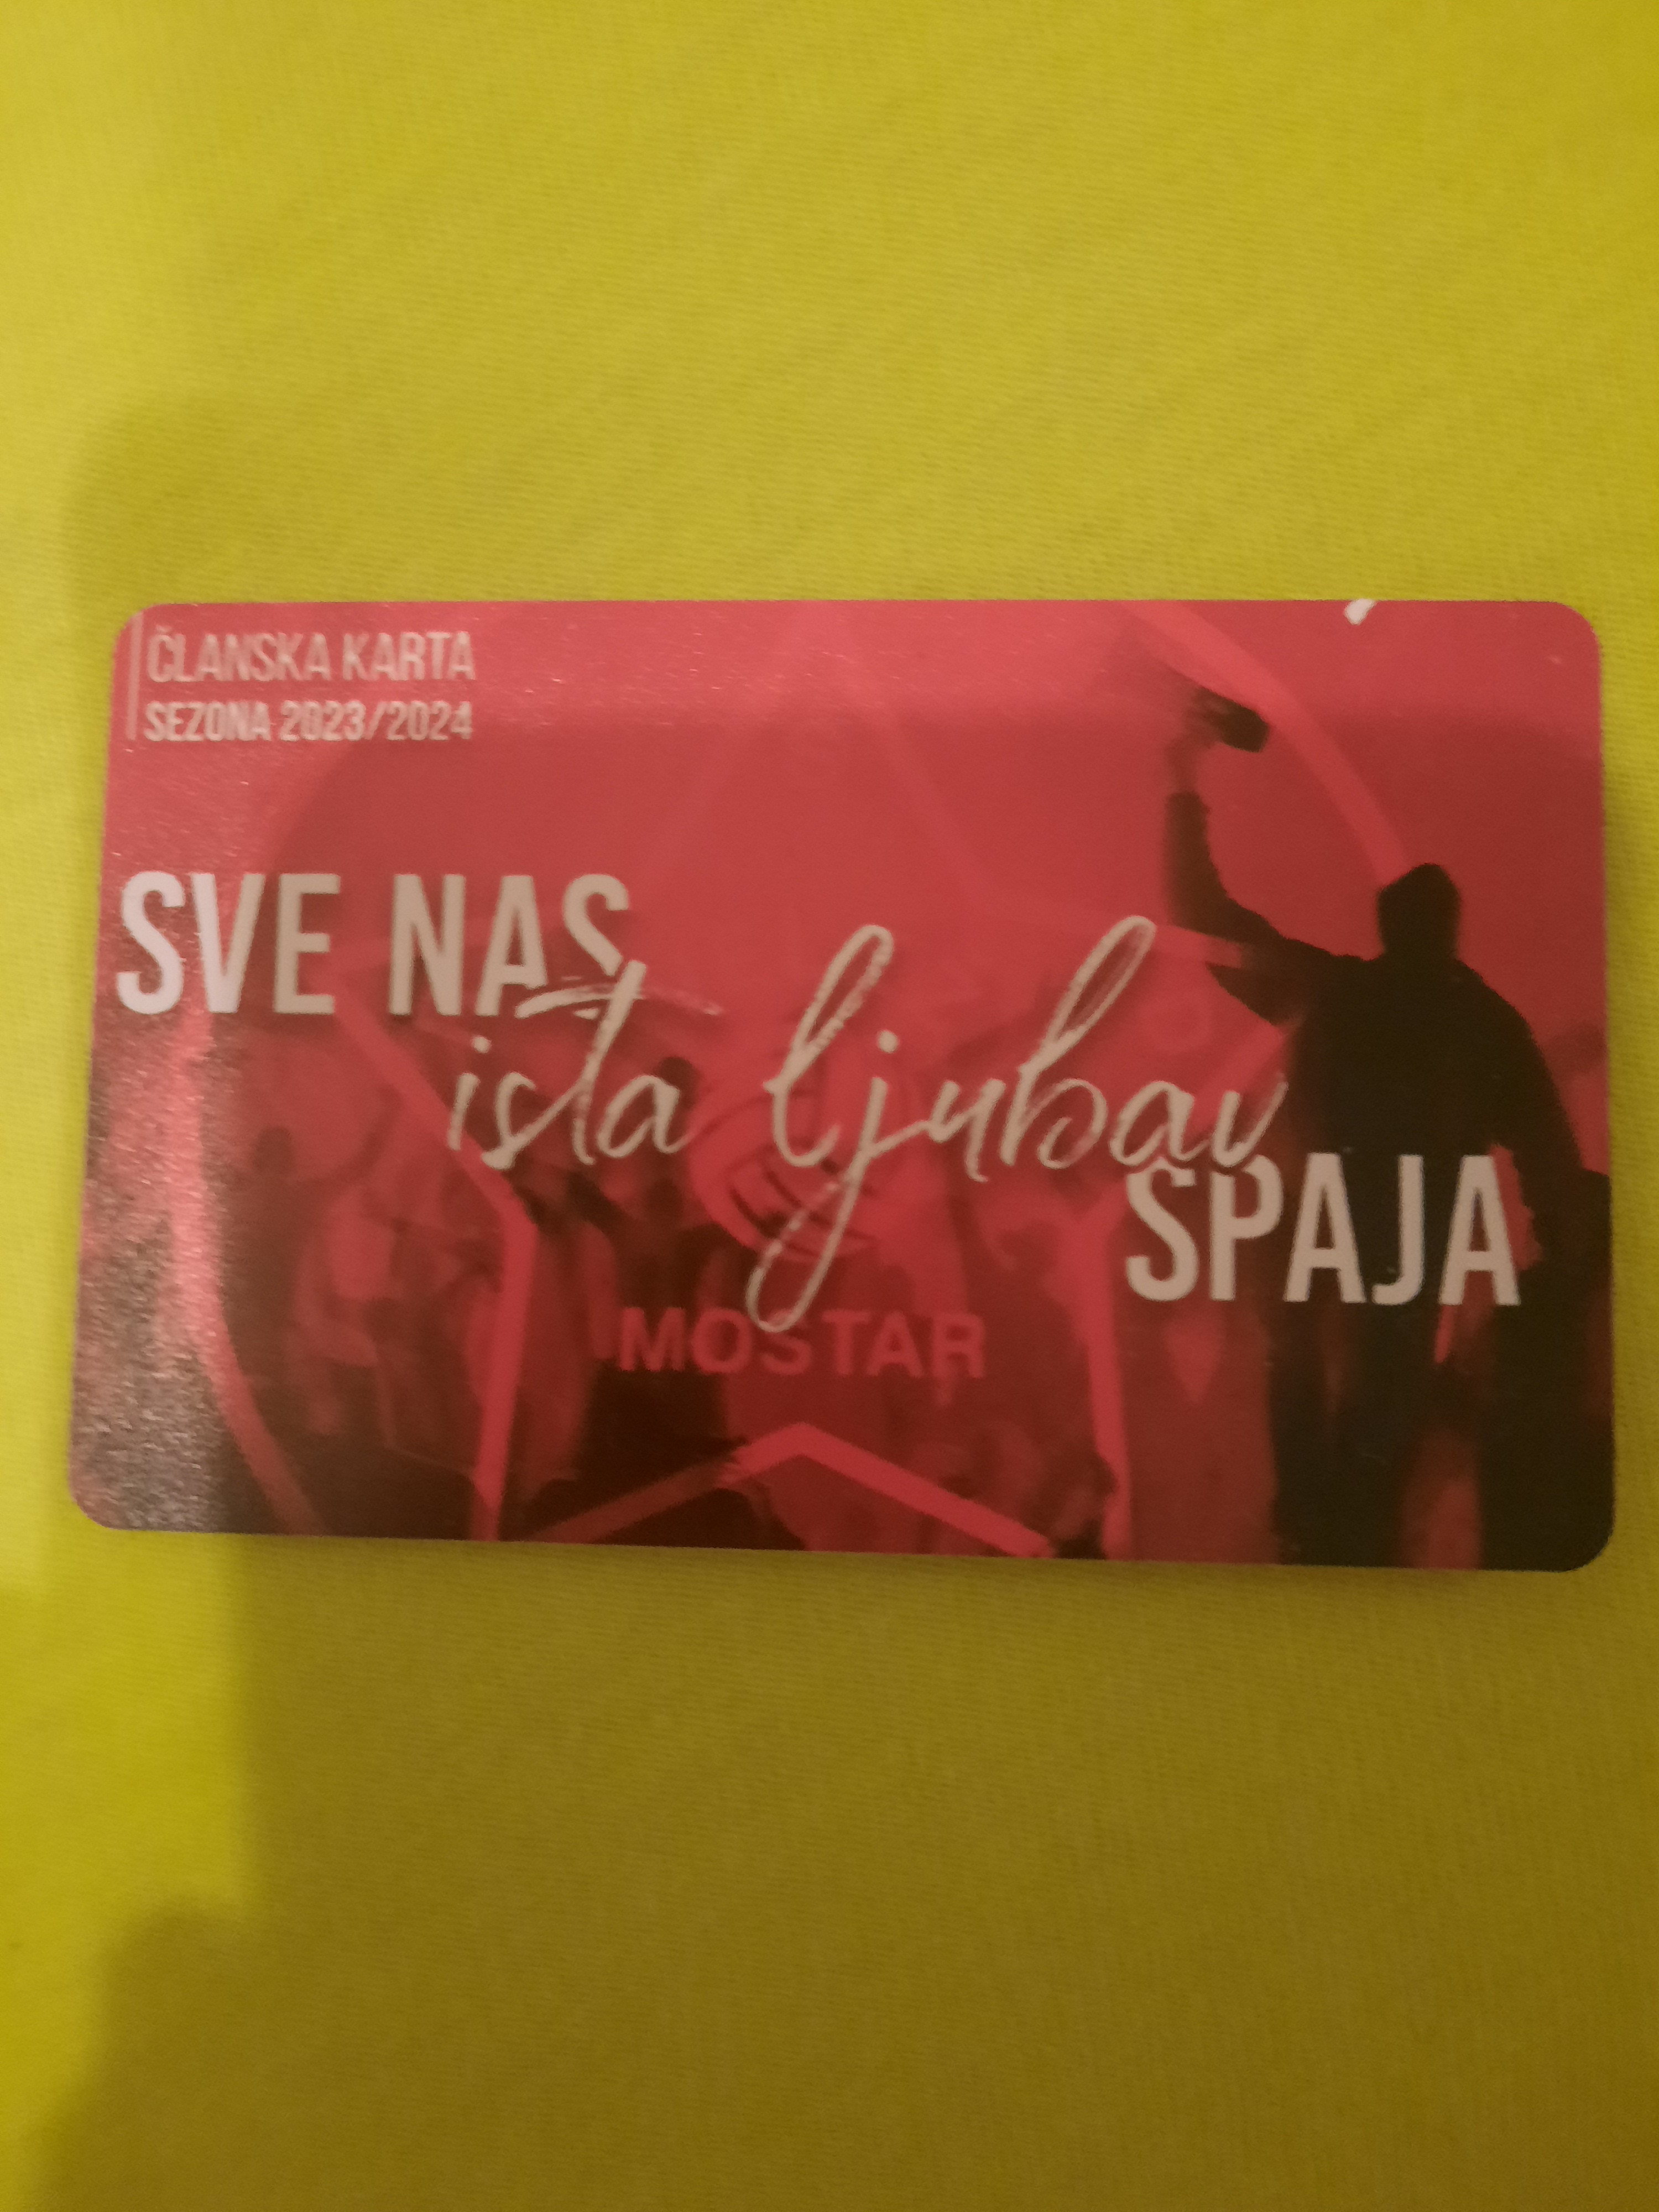 ČLANSKA KARTA
SEZONA 2023/2024
SVE NAS
ista ljubav
SPAJA
MOSTAR